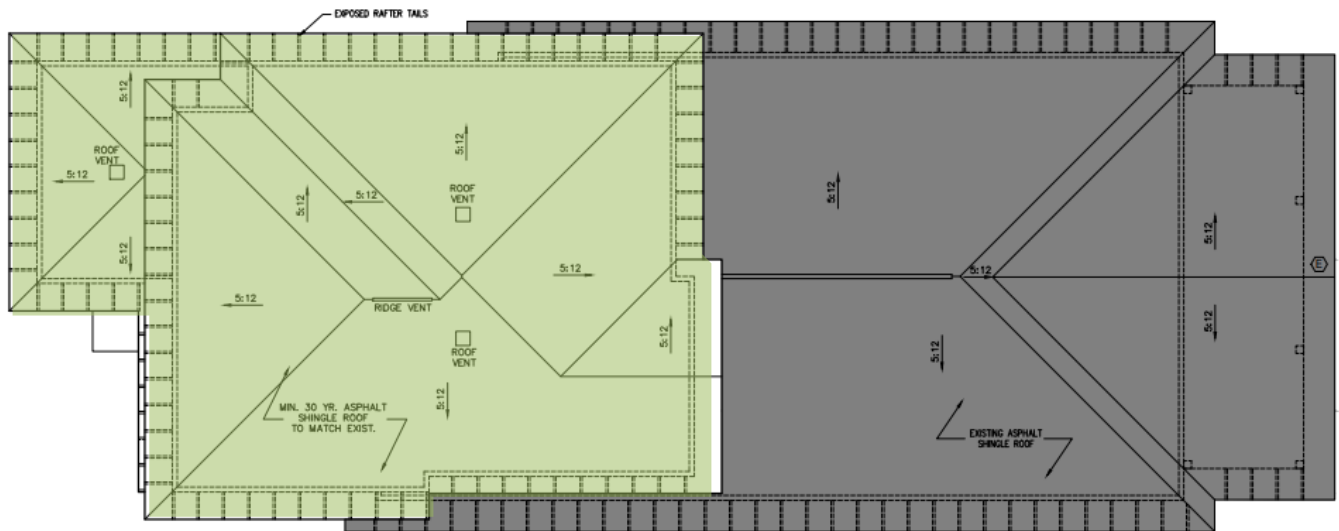 EXPOSED RAFTER TAILS
5:12
ROOF
VENT
5:12
5:12
5:12
5:12
5:12
ROOF
VENT
5:12
5:12
RIDGE VENT
ROOF
VENT
5:12
5:12
MIN. 30 YR. ASPHALT
SHINGLE ROOF
TO MATCH EXIST.
5:12
5:12
5:12
5:12
5:12
EXISTING ASPHALT
SHINGLE ROOF